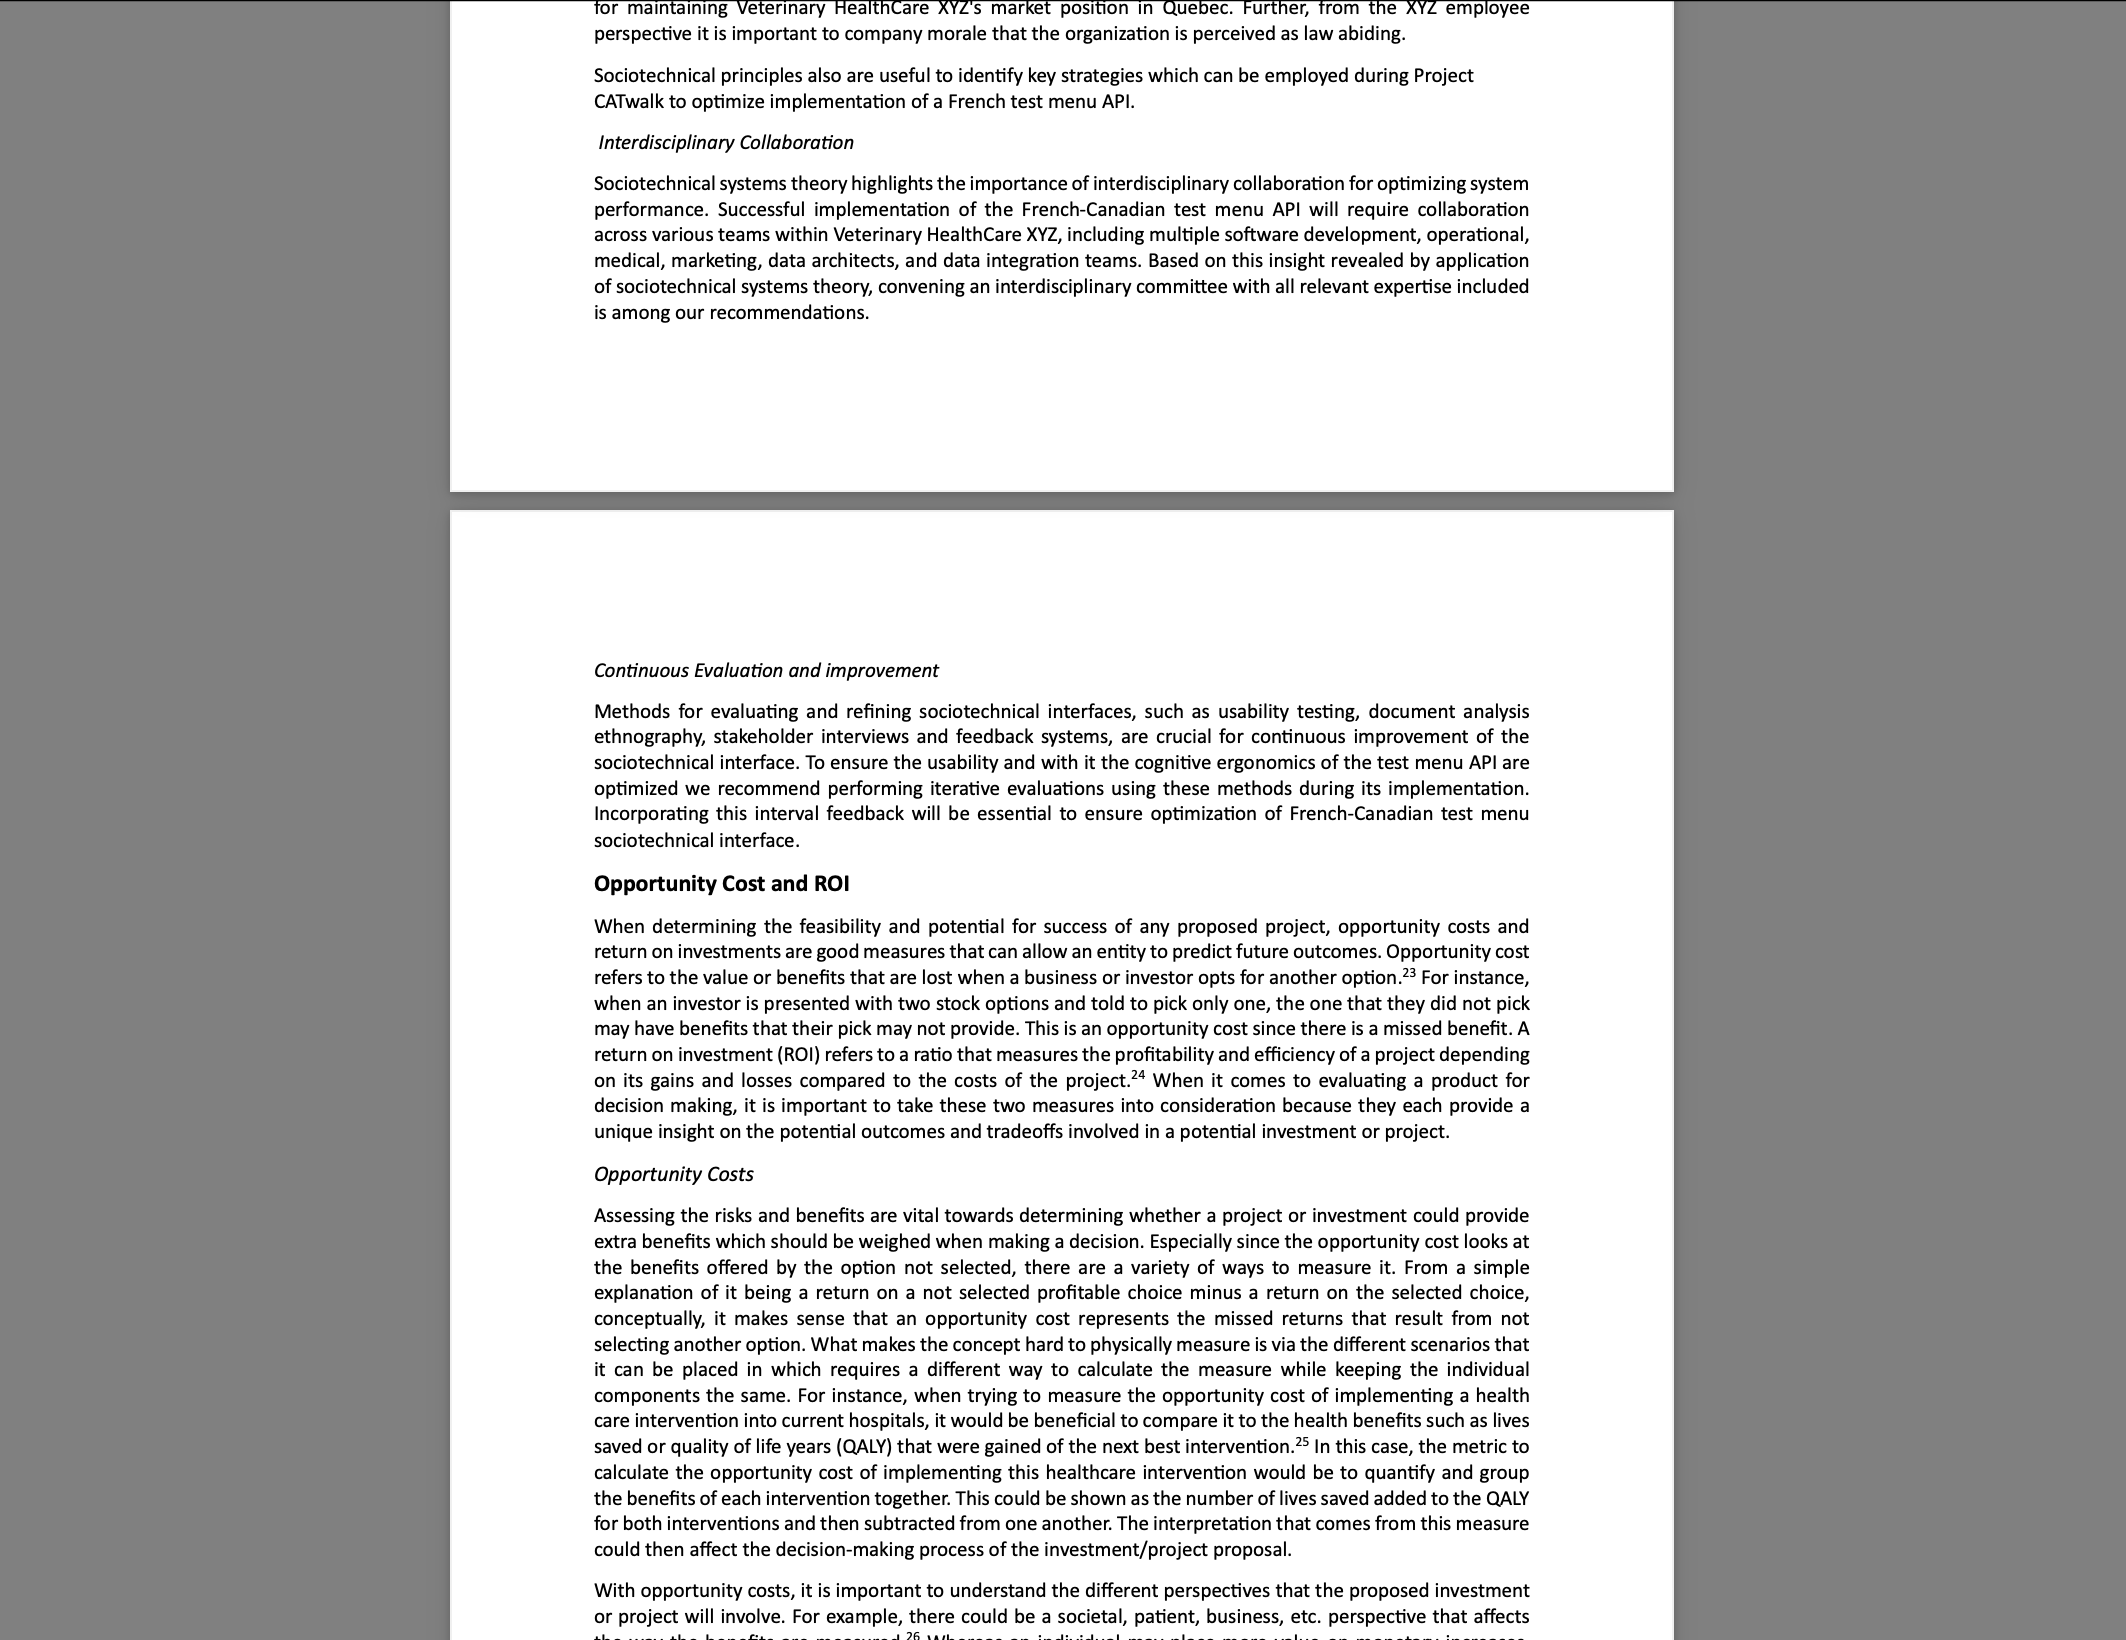 for maintaining Veterinary HealthCare XYZ's market position in Quebec. Further, from the XYZ employee
perspective it is important to company morale that the organization is perceived as law abiding.
Sociotechnical principles also are useful to identify key strategies which can be employed during Project
CATwalk to optimize implementation of a French test menu API.
Interdisciplinary Collaboration
Sociotechnical systems theory highlights the importance of interdisciplinary collaboration for optimizing system
performance. Successful implementation of the French-Canadian test menu API will require collaboration
across various teams within Veterinary HealthCare XYZ, including multiple software development, operational,
medical, marketing, data architects, and data integration teams. Based on this insight revealed by application
of sociotechnical systems theory, convening an interdisciplinary committee with all relevant expertise included
is among our recommendations.
Continuous Evaluation and improvement
Methods for evaluating and refining sociotechnical interfaces, such as usability testing, document analysis
ethnography, stakeholder interviews and feedback systems, are crucial for continuous improvement of the
sociotechnical interface. To ensure the usability and with it the cognitive ergonomics of the test menu API are
optimized we recommend performing iterative evaluations using these methods during its implementation.
Incorporating this interval feedback will be essential to ensure optimization of French-Canadian test menu
sociotechnical interface.
Opportunity Cost and ROI
When determining the feasibility and potential for success of any proposed project, opportunity costs and
return on investments are good measures that can allow an entity to predict future outcomes. Opportunity cost
refers to the value or benefits that are lost when a business or investor opts for another option.23 For instance,
when an investor is presented with two stock options and told to pick only one, the one that they did not pick
may have benefits that their pick may not provide. This is an opportunity cost since there is a missed benefit. A
return on investment (ROI) refers to a ratio that measures the profitability and efficiency of a project depending
on its gains and losses compared to the costs of the project.24 When it comes to evaluating a product for
decision making, it is important to take these two measures into consideration because they each provide a
unique insight on the potential outcomes and tradeoffs involved in a potential investment or project.
Opportunity Costs
Assessing the risks and benefits are vital towards determining whether a project or investment could provide
extra benefits which should be weighed when making a decision. Especially since the opportunity cost looks at
the benefits offered by the option not selected, there are a variety of ways to measure it. From a simple
explanation of it being a return on a not selected profitable choice minus a return on the selected choice,
conceptually, it makes sense that an opportunity cost represents the missed returns that result from not
selecting another option. What makes the concept hard to physically measure is via the different scenarios that
it can be placed in which requires a different way to calculate the measure while keeping the individual
components the same. For instance, when trying to measure the opportunity cost of implementing a health
care intervention into current hospitals, it would be beneficial to compare it to the health benefits such as lives
saved or quality of life years (QALY) that were gained of the next best intervention.25 In this case, the metric to
calculate the opportunity cost of implementing this healthcare intervention would be to quantify and group
the benefits of each intervention together. This could be shown as the number of lives saved added to the QALY
for both interventions and then subtracted from one another. The interpretation that comes from this measure
could then affect the decision-making process of the investment/project proposal.
With opportunity costs, it is important to understand the different perspectives that the proposed investment
or project will involve. For example, there could be a societal, patient, business, etc. perspective that affects
the way the benefits are measured.26 Whereas an individual may place more value on monetary increases,